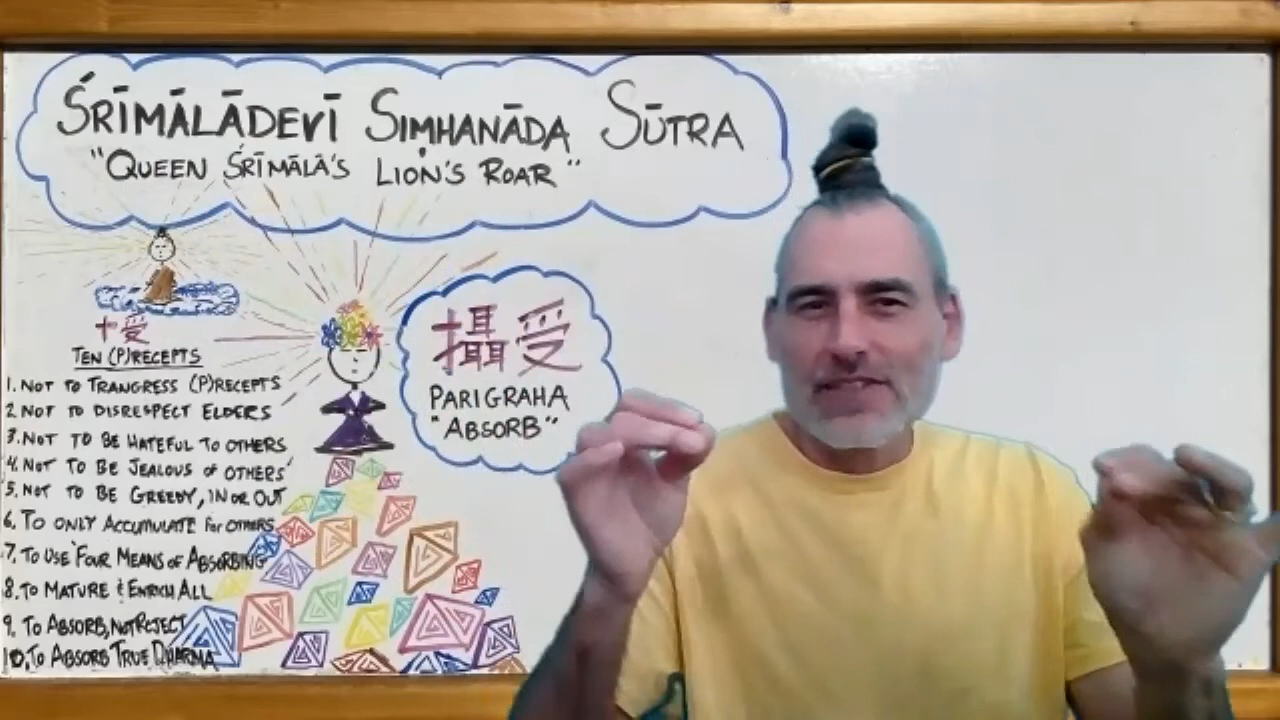 ŚRĪMĀLĀDEVĪ SIṂHANĀDA SŪTRA
"QUEEN ŚRĪMĀLĀ'S LION'S ROAR"
十受
TEN (P)RECEPTS
1. NOT TO TRANGRESS (P)RECEPTS
2. NOT TO DISRESPECT ELDERS
3. NOT TO BE HATEFUL TO OTHERS
4. NOT TO BE JEALOUS of OTHERS'
5. NOT TO BE GREEDY, IN OR OUT
6. TO ONLY ACCUMULATE For OTHERS
7. TO USE 'FOUR MEANS OF ABSORBING'
8. TO MATURE & ENRICH ALL
9. TO ABSORB, NOT REJECT
10. TO ABSORB TRUE DHARMA
攝受
PARIGRAHA
"ABSORB"